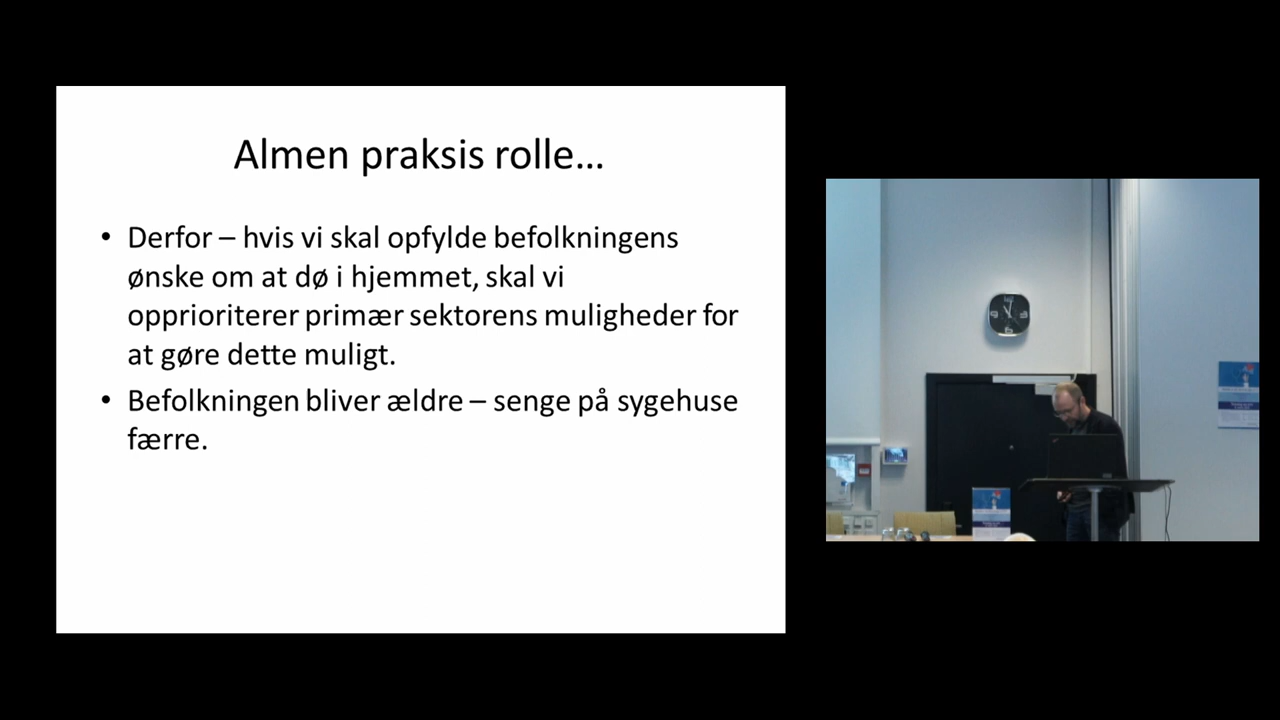 Almen praksis rolle…
• Derfor – hvis vi skal opfylde befolkningens
ønske om at dø i hjemmet, skal vi
opprioriterer primær sektorens muligheder for
at gøre dette muligt.
• Befolkningen bliver ældre – senge på sygehuse
færre.